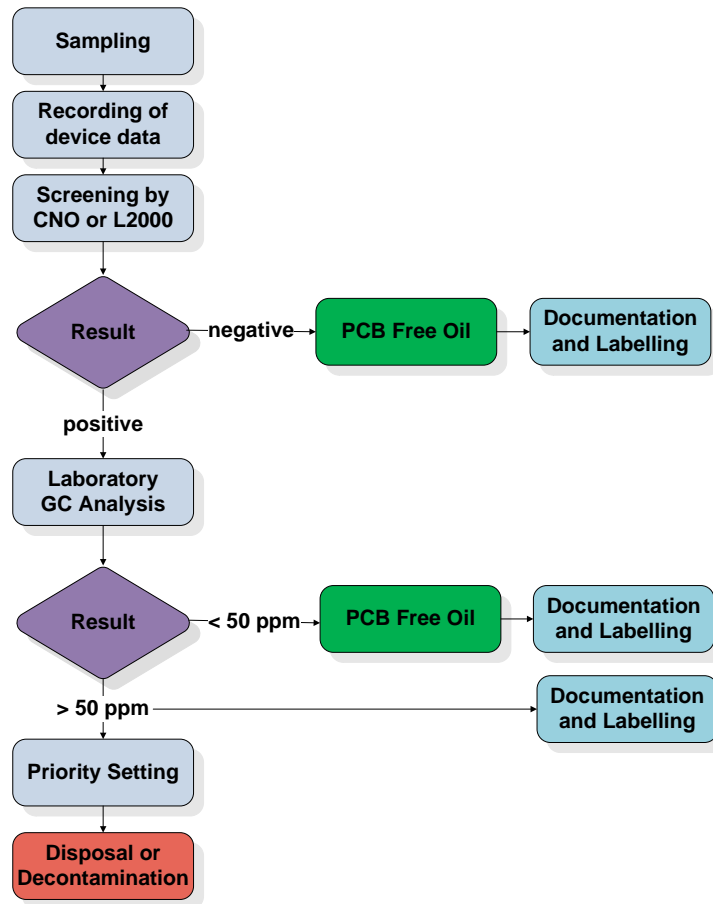 Sampling
Recording of
device data
Screening by
CNO or L2000
Result
negative
PCB Free Oil
Documentation
and Labelling
positive
Laboratory
GC Analysis
Result
< 50 ppm
PCB Free Oil
Documentation
and Labelling
> 50 ppm
Documentation
and Labelling
Priority Setting
Disposal or
Decontamination